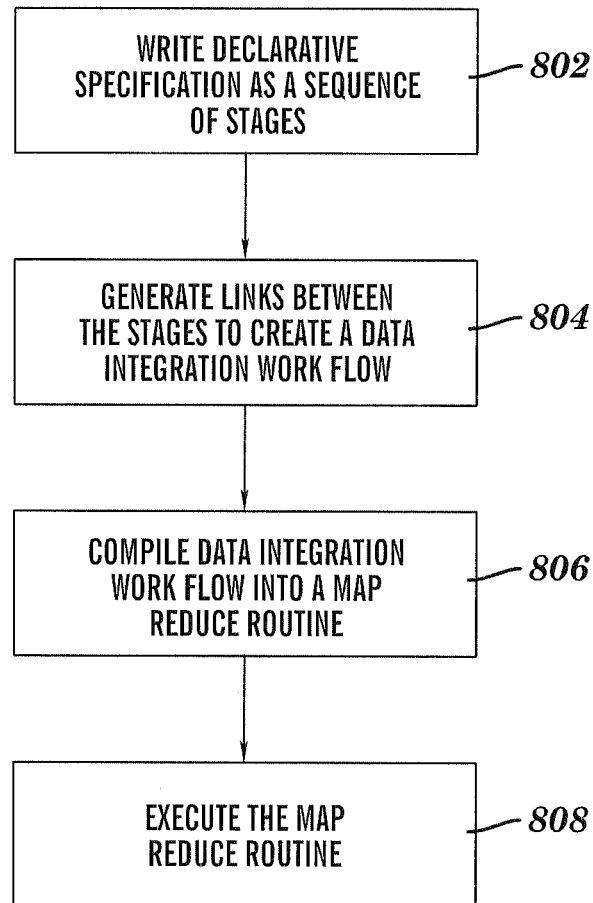 WRITE DECLARATIVE
SPECIFICATION AS A SEQUENCE
OF STAGES
802
GENERATE LINKS BETWEEN
THE STAGES TO CREATE A DATA
INTEGRATION WORK FLOW
804
COMPILE DATA INTEGRATION
WORK FLOW INTO A MAP
REDUCE ROUTINE
806
EXECUTE THE MAP
REDUCE ROUTINE
808